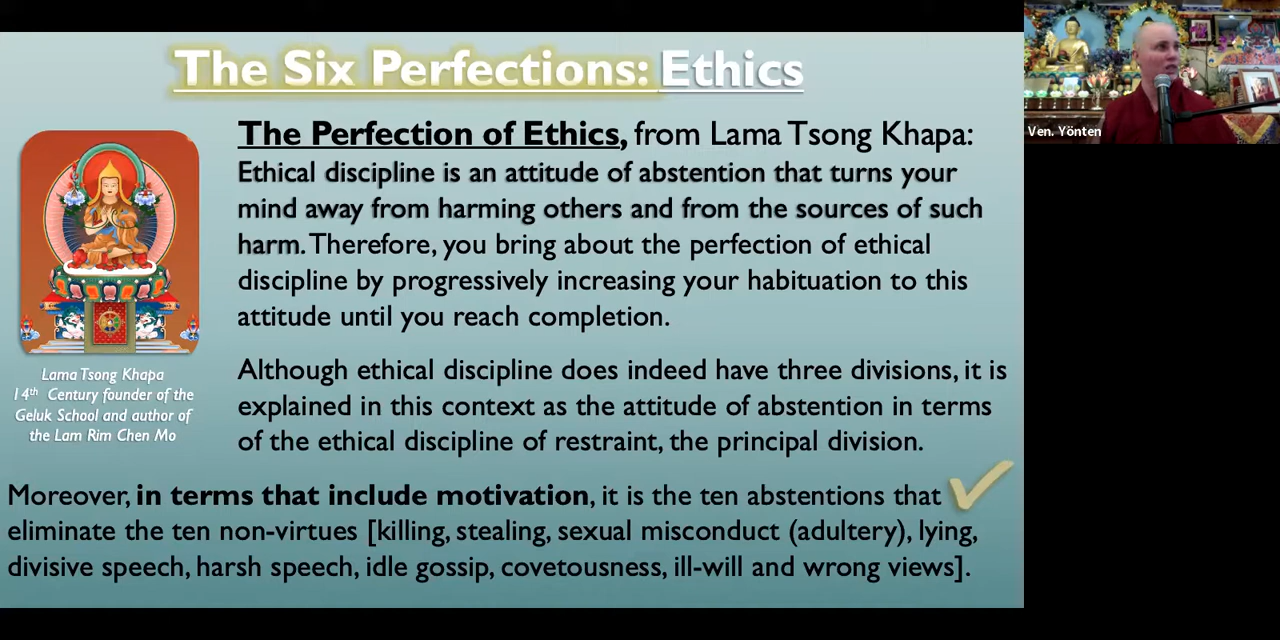 The Six Perfections: Ethics
The Perfection of Ethics, from Lama Tsong Khapa:
Ethical discipline is an attitude of abstention that turns your
mind away from harming others and from the sources of such
harm. Therefore, you bring about the perfection of ethical
discipline by progressively increasing your habituation to this
attitude until you reach completion.
Although ethical discipline does indeed have three divisions, it is
explained in this context as the attitude of abstention in terms
of the ethical discipline of restraint, the principal division.
Lama Tsong Khapa
14th Century founder of the
Geluk School and author of
the Lam Rim Chen Mo
Moreover, in terms that include motivation, it is the ten abstentions that
eliminate the ten non-virtues [killing, stealing, sexual misconduct (adultery), lying,
divisive speech, harsh speech, idle gossip, covetousness, ill-will and wrong views].
Ven. Yönten